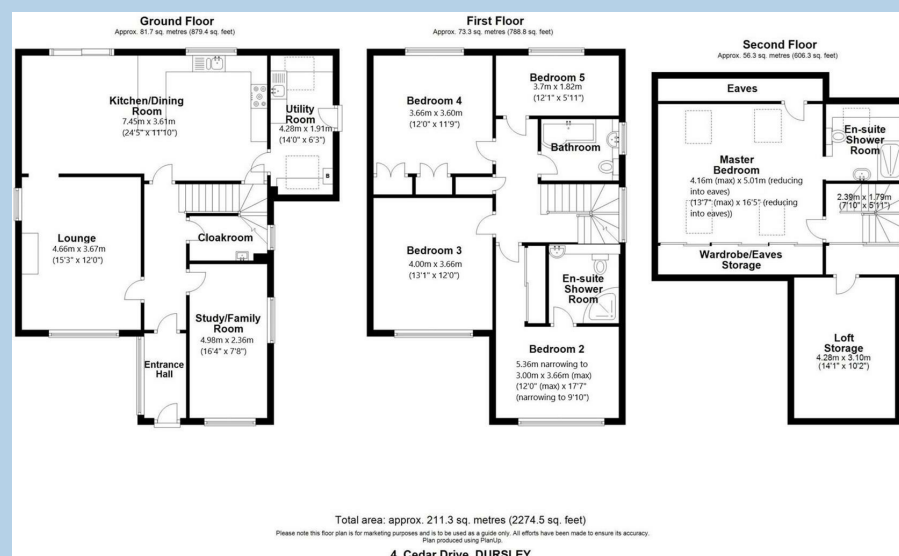 Ground Floor
Approx. 81.7 sq. metres (879.4 sq. feet)
Kitchen/Dining
Room
7.45m x 3.61m
(24'5" x 11'10")
Utility
Room
4.28m x 1.91m
(14'0" x 6'3")
B
Lounge
4.66m x 3.67m
(15'3" x 12'0")
Cloakroom
Study/Family
Room
4.98m x 2.36m
(16'4" x 7'8")
Entrance
Hall
First Floor
Approx. 73.3 sq. metres (788.8 sq. feet)
Bedroom 4
3.66m x 3.60m
(12'0" x 11'9")
Bedroom 5
3.7m x 1.82m
(12'1" x 5'11")
Bathroom
Bedroom 3
4.00m x 3.66m
(13'1" x 12'0")
En-suite
Shower
Room
Bedroom 2
5.36m narrowing to
3.00m x 3.66m (max)
(12'0" (max) x 17'7"
(narrowing to 9'10")
Second Floor
Approx. 56.3 sq. metres (606.3 sq. feet)
Eaves
Master
Bedroom
4.16m (max) x 5.01m (reducing
into eaves)
(13'7" (max) x 16'5" (reducing
into eaves))
En-suite
Shower
Room
2.39m x 1.79m
(7'10" x 5'11")
Wardrobe/Eaves
Storage
Loft
Storage
4.28m x 3.10m
(14'1" x 10'2")
Total area: approx. 211.3 sq. metres (2274.5 sq. feet)
Please note this floor plan is for marketing purposes and is to be used as a guide only. All efforts have been made to ensure its accuracy.
Plan produced using PlanUp.
4, Cedar Drive, DURSLEY